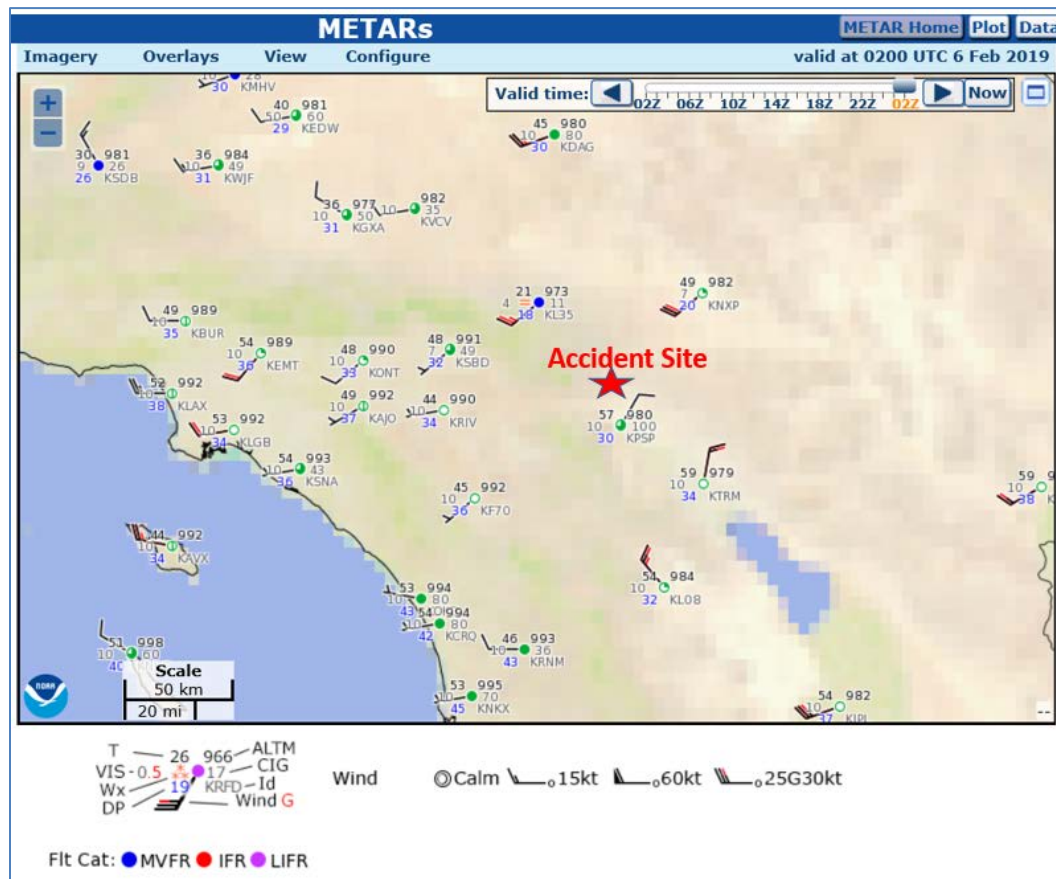 METARs
METAR Home Plot Data
Imagery Overlays View Configure valid at 0200 UTC 6 Feb 2019
+
−
Valid time: Now
02Z 06Z 10Z 14Z 18Z 22Z 02Z
10 28
30 KMHV
40 981
50 60
29 KEDW
45 980
10 80
30 KDAG
30 981
9 26
26 KSDB
36 984
10 49
31 KWJF
36 977
10 50
31 KGXA
982
10 35
KVCV
21 973
4 = 11
18 KL35
49 982
7
20 KNXP
49 989
10
35 KBUR
54 989
10
36 KEMT
48 990
10
33 KONT
48 991
7 49
32 KSBD
Accident Site
52 992
10
38 KLAX
49 992
10
37 KAJO
44 990
10
34 KRIV
57 980
10 100
30 KPSP
53 992
10
34 KLGB
54 993
10 43
36 KSNA
59 979
10
34 KTRM
59
10
38
45 992
10
36 KF70
44 992
10
34 KAVX
54 984
10
32 KL08
53 994
10 80
43
54 994
10 80
42 KCRQ
46 993
10 36
43 KRNM
51 998
10 60
40
53 995
10 70
45 KNKX
54 982
10
37 KIPL
Scale
50 km
20 mi
NOAA
--
T 26 966 ALTM
VIS - 0.5 17 CIG
Wx KRFD Id
DP 19 Wind G
Wind Calm 15kt 60kt 25G30kt
Flt Cat: MVFR IFR LIFR